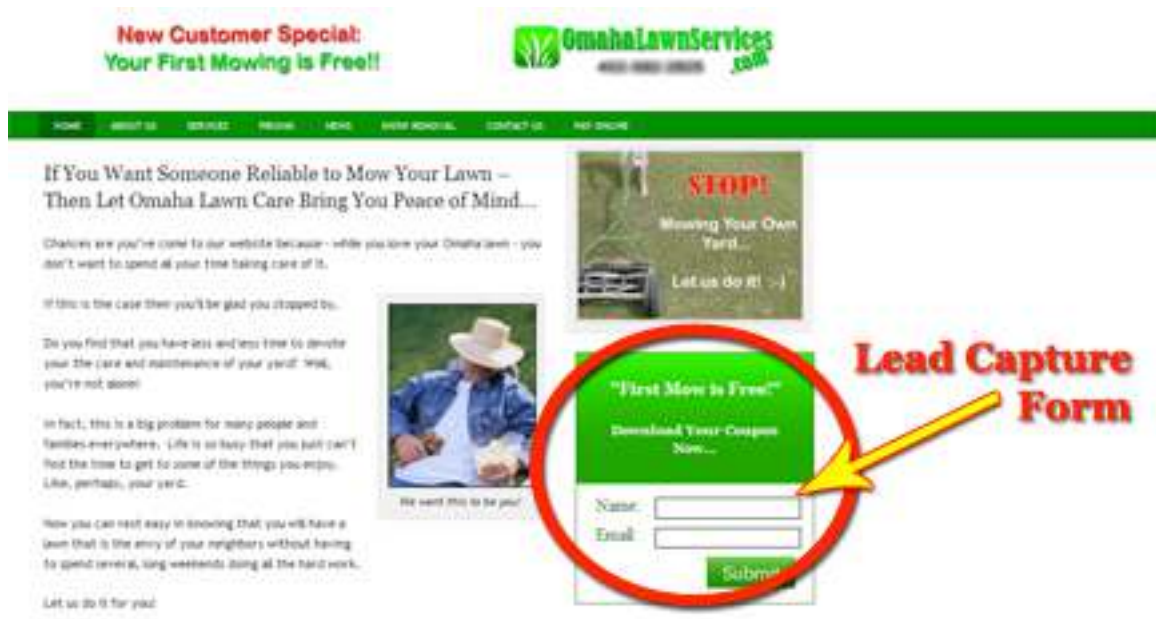 New Customer Special:
Your First Mowing is Free!!
OmahaLawnServices
.com
HOME ABOUT US SERVICES PRICING NEWS SNOW REMOVAL CONTACT US PAY ONLINE
If You Want Someone Reliable to Mow Your Lawn –
Then Let Omaha Lawn Care Bring You Peace of Mind...
Chances are you've come to our website because - while you love your Omaha lawn - you
don't want to spend all your time taking care of it.
If this is the case then you'll be glad you stopped by.
Do you find that you have less and less time to devote
your the care and maintenance of your yard? Well,
you're not alone!
In fact, this is a big problem for many people and
families everywhere. Life is so busy that you just can't
find the time to get to some of the things you enjoy.
Like, perhaps, your yard.
Now you can rest easy in knowing that you will have a
lawn that is the envy of your neighbors without having
to spend several, long weekends doing all the hard work.
Let us do it for you!
We want this to be you!
STOP!
Mowing Your Own
Yard...
Let us do it! :-)
"First Mow is Free!"
Download Your Coupon
Now...
Name:
Email:
Submit
Lead Capture
Form